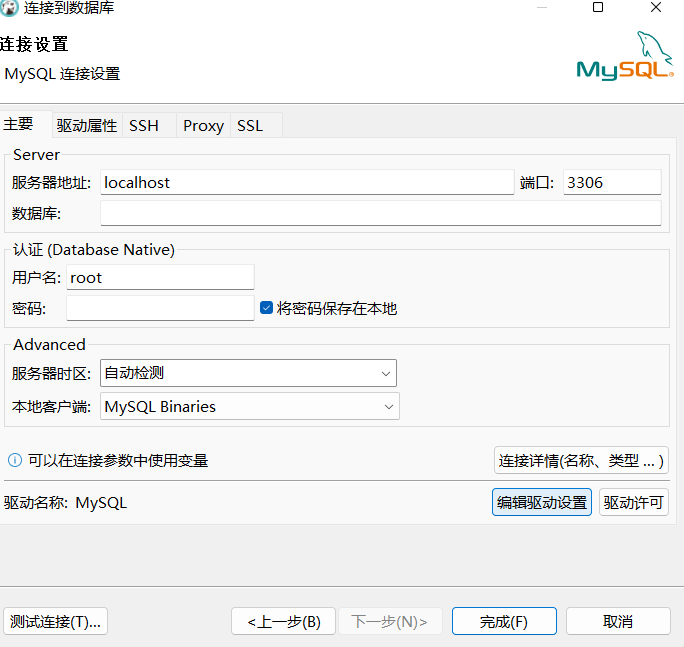 连接到数据库
连接设置
MySQL 连接设置
MySQL®
主要 驱动属性 SSH Proxy SSL
Server
服务器地址: localhost 端口: 3306
数据库:
认证 (Database Native)
用户名: root
密码: 将密码保存在本地
Advanced
服务器时区: 自动检测
本地客户端: MySQL Binaries
可以在连接参数中使用变量 连接详情(名称、类型 ... )
驱动名称: MySQL 编辑驱动设置 驱动许可
测试连接(T)... <上一步(B) 下一步(N)> 完成(F) 取消